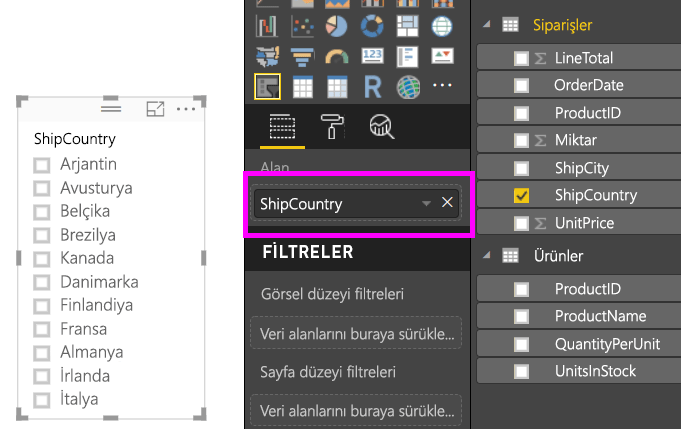 ShipCountry
Arjantin
Avusturya
Belçika
Brezilya
Kanada
Danimarka
Finlandiya
Fransa
Almanya
İrlanda
İtalya
123
R
Alan
ShipCountry
FİLTRELER
Görsel düzeyi filtreleri
Veri alanlarını buraya sürükle...
Sayfa düzeyi filtreleri
Veri alanlarını buraya sürükle...
Siparişler
Σ LineTotal
OrderDate
ProductID
Σ Miktar
ShipCity
ShipCountry
Σ UnitPrice
Ürünler
ProductID
ProductName
QuantityPerUnit
UnitsInStock